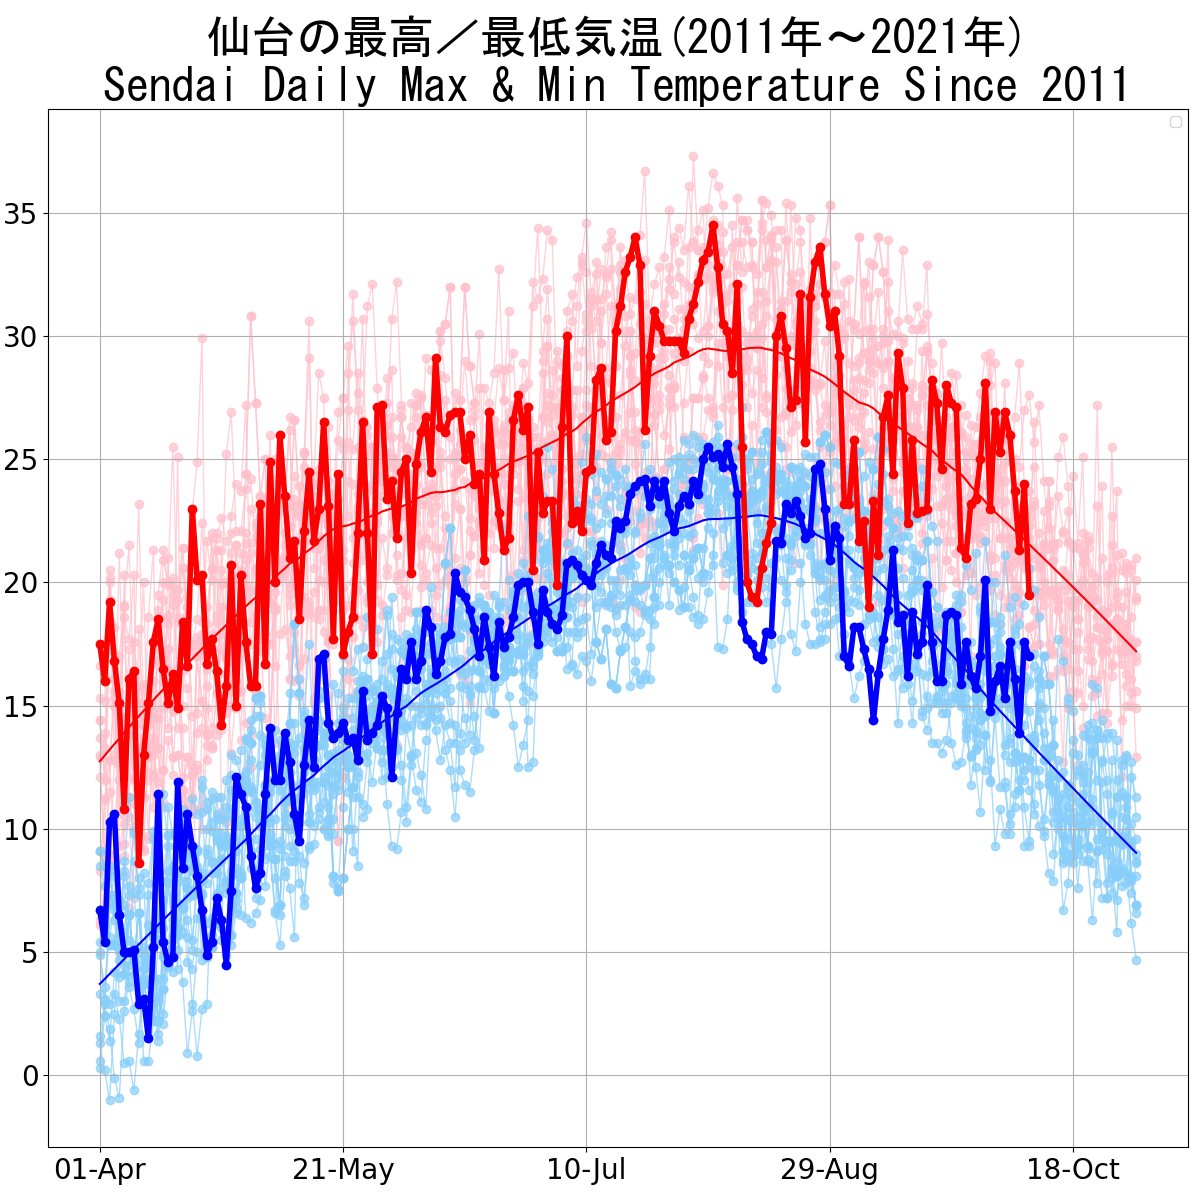 仙台の最高／最低気温(2011年～2021年)
Sendai Daily Max & Min Temperature Since 2011
35
30
25
20
15
10
5
0
01-Apr 21-May 10-Jul 29-Aug 18-Oct